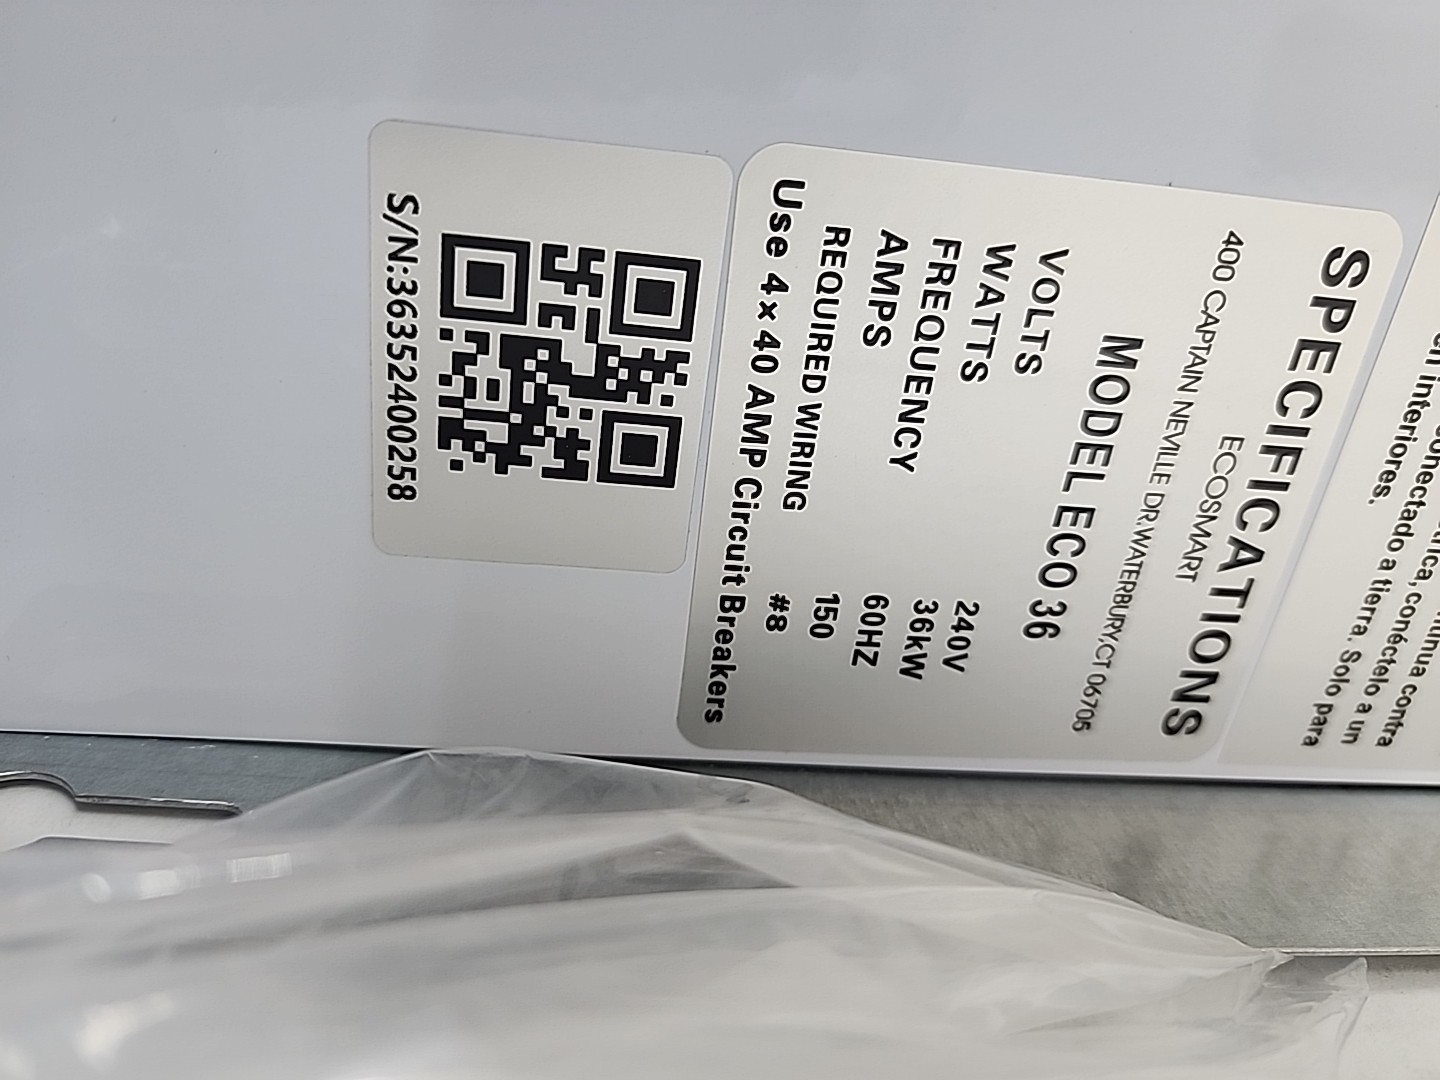 conectado a tierra. Solo para
en interiores.
SPECIFICATIONS
ECOSMART
400 CAPTAIN NEVILLE DR.WATERBURY,CT 06705
MODEL ECO 36
VOLTS 240V
WATTS 36kW
FREQUENCY 60HZ
AMPS 150
REQUIRED WIRING #8
Use 4×40 AMP Circuit Breakers
S/N:36352400258